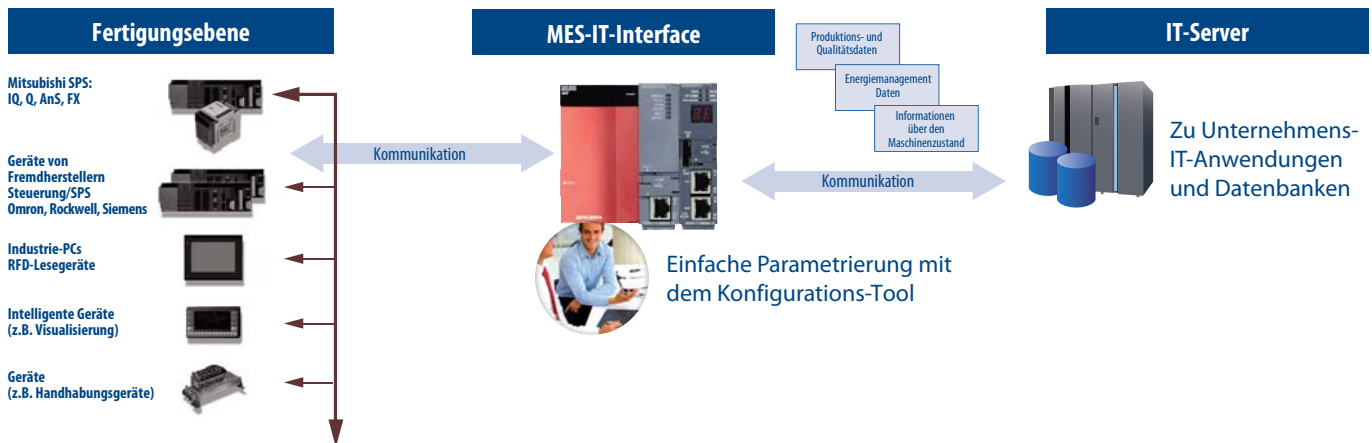 Fertigungsebene
Mitsubishi SPS:
IQ, Q, AnS, FX
Geräte von
Fremdherstellern
Steuerung/SPS
Omron, Rockwell, Siemens
Industrie-PCs
RFD-Lesegeräte
Intelligente Geräte
(z.B. Visualisierung)
Geräte
(z.B. Handhabungsgeräte)
Kommunikation
MES-IT-Interface
Einfache Parametrierung mit
dem Konfigurations-Tool
Produktions- und
Qualitätsdaten
Energiemanagement
Daten
Informationen
über den
Maschinenzustand
Kommunikation
IT-Server
Zu Unternehmens-
IT-Anwendungen
und Datenbanken